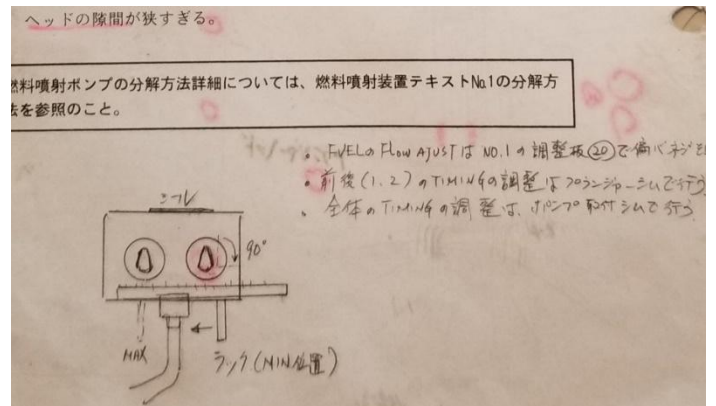 ヘッドの隙間が狭すぎる。
燃料噴射ポンプの分解方法詳細については、燃料噴射装置テキストNo.1の分解方
法を参照のこと。
・FUELのFLOW AJUSTはNO.1の調整板⑳で偏バネジを
・前後(1、2)のTIMINGの調整はプランジャーシムで行う
・全体のTIMINGの調整は、ポンプ取付シムで行う
90°
MAX
ラック(MIN位置)